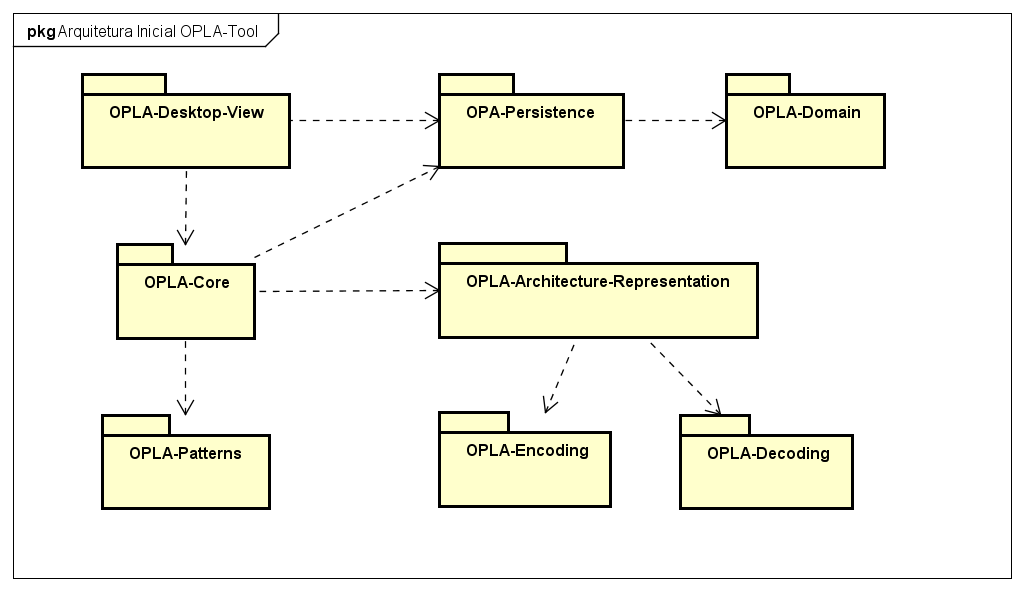 pkg Arquitetura Inicial OPLA-Tool
OPLA-Desktop-View
OPA-Persistence
OPLA-Domain
OPLA-Core
OPLA-Architecture-Representation
OPLA-Patterns
OPLA-Encoding
OPLA-Decoding